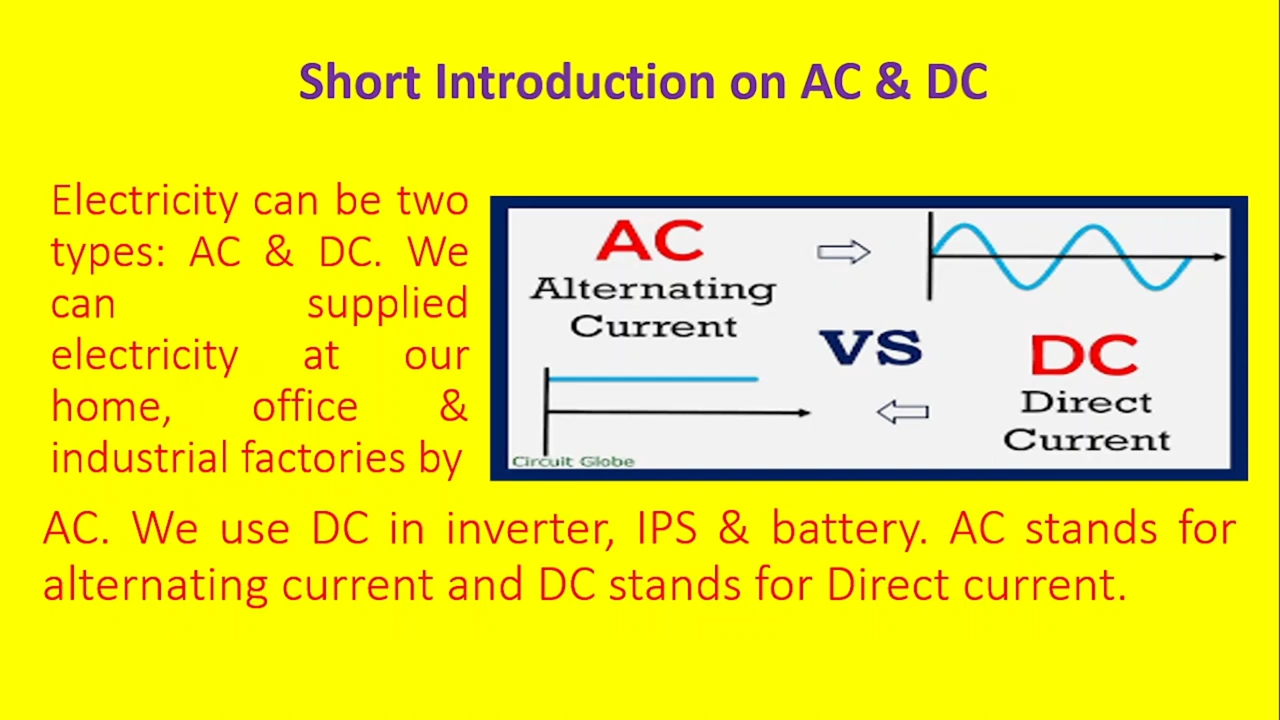 Short Introduction on AC & DC
Electricity can be two
types: AC & DC. We
can supplied
electricity at our
home, office &
industrial factories by
AC. We use DC in inverter, IPS & battery. AC stands for
alternating current and DC stands for Direct current.
AC
Alternating
Current
VS
DC
Direct
Current
Circuit Globe